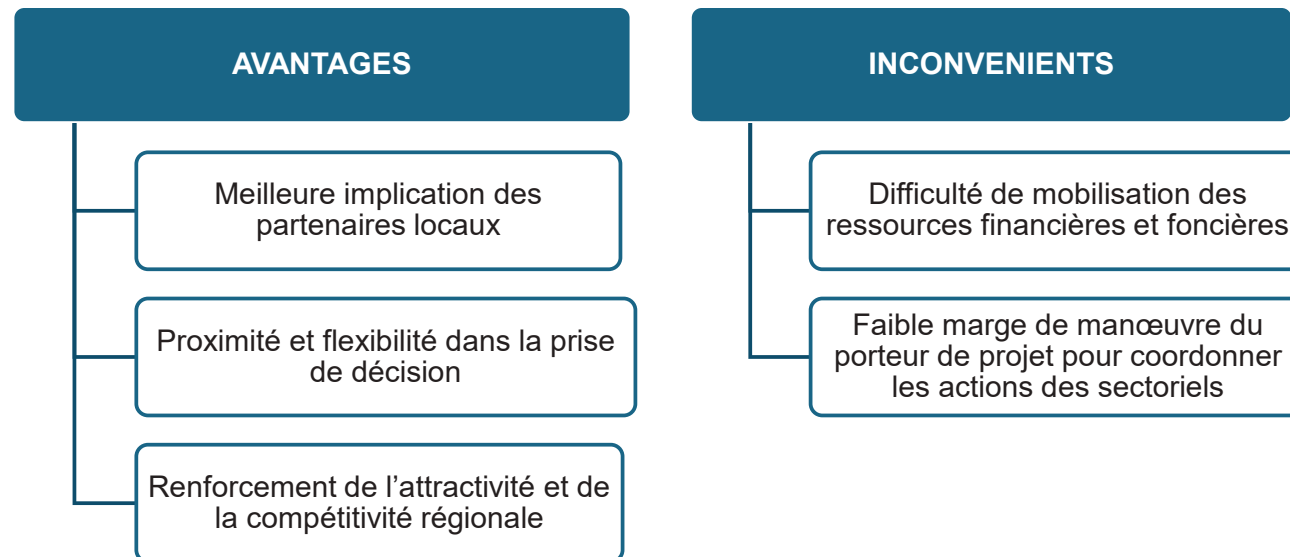 AVANTAGES
Meilleure implication des
partenaires locaux
Proximité et flexibilité dans la prise
de décision
Renforcement de l’attractivité et de
la compétitivité régionale
INCONVENIENTS
Difficulté de mobilisation des
ressources financières et foncières
Faible marge de manœuvre du
porteur de projet pour coordonner
les actions des sectoriels